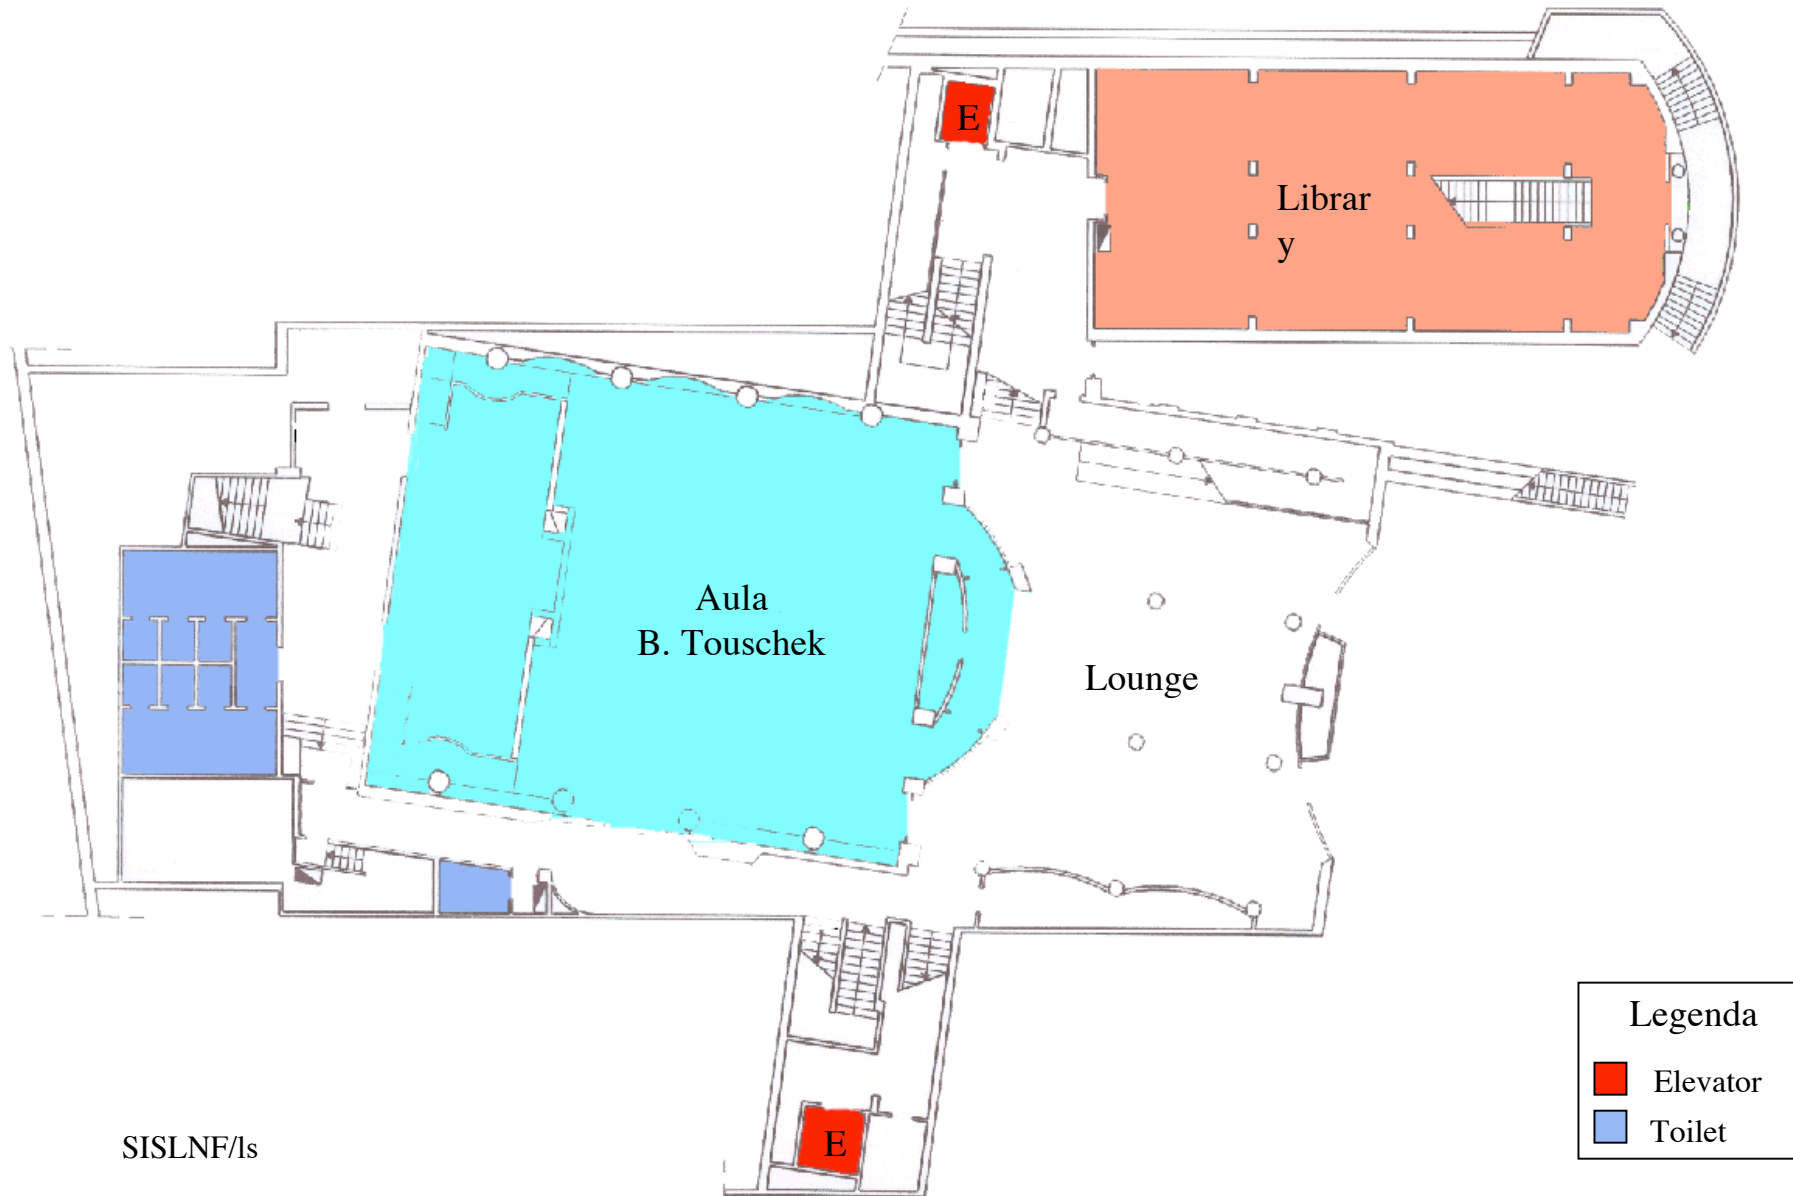 E
Librar
y
Aula
B. Touschek
Lounge
Legenda
Elevator
Toilet
E
SISLNF/ls